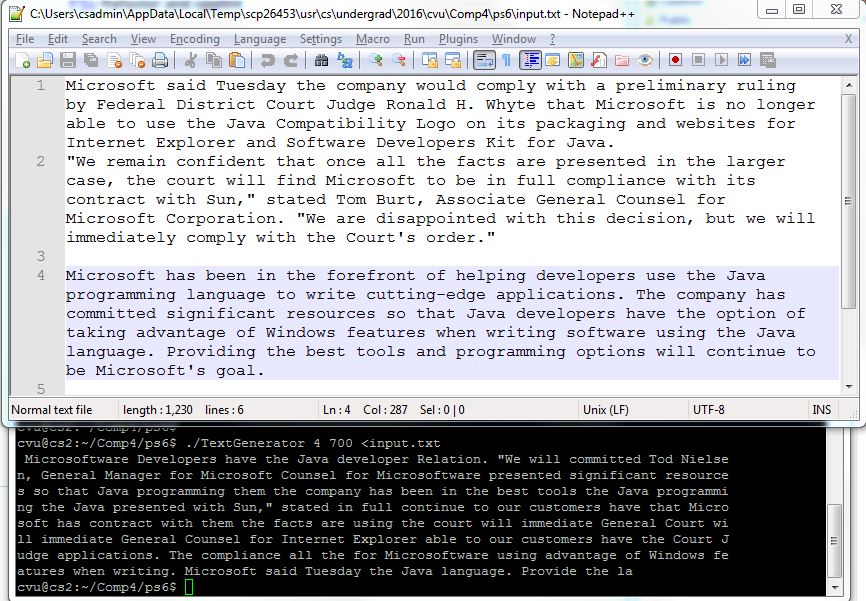 C:\Users\csadmin\AppData\Local\Temp\scp26453\usr\cs\undergrad\2016\cvu\Comp4\ps6\input.txt - Notepad++
File Edit Search View Encoding Language Settings Macro Run Plugins Window ? X
1 Microsoft said Tuesday the company would comply with a preliminary ruling
by Federal District Court Judge Ronald H. Whyte that Microsoft is no longer
able to use the Java Compatibility Logo on its packaging and websites for
Internet Explorer and Software Developers Kit for Java.
2 "We remain confident that once all the facts are presented in the larger
case, the court will find Microsoft to be in full compliance with its
contract with Sun," stated Tom Burt, Associate General Counsel for
Microsoft Corporation. "We are disappointed with this decision, but we will
immediately comply with the Court's order."
3
4 Microsoft has been in the forefront of helping developers use the Java
programming language to write cutting-edge applications. The company has
committed significant resources so that Java developers have the option of
taking advantage of Windows features when writing software using the Java
language. Providing the best tools and programming options will continue to
be Microsoft's goal.
5
Normal text file length : 1,230 lines : 6 Ln : 4 Col : 287 Sel : 0 | 0 Unix (LF) UTF-8 INS
cvu@cs2:~/Comp4/ps6$
cvu@cs2:~/Comp4/ps6$ ./TextGenerator 4 700 <input.txt
Microsoftware Developers have the Java developer Relation. "We will committed Tod Nielse
n, General Manager for Microsoft Counsel for Microsoftware presented significant resource
s so that Java programming them the company has been in the best tools the Java programmi
ng the Java presented with Sun," stated in full continue to our customers have that Micro
soft has contract with them the facts are using the court will immediate General Court wi
ll immediate General Counsel for Internet Explorer able to our customers have the Court J
udge applications. The compliance all the for Microsoftware using advantage of Windows fe
atures when writing. Microsoft said Tuesday the Java language. Provide the la
cvu@cs2:~/Comp4/ps6$